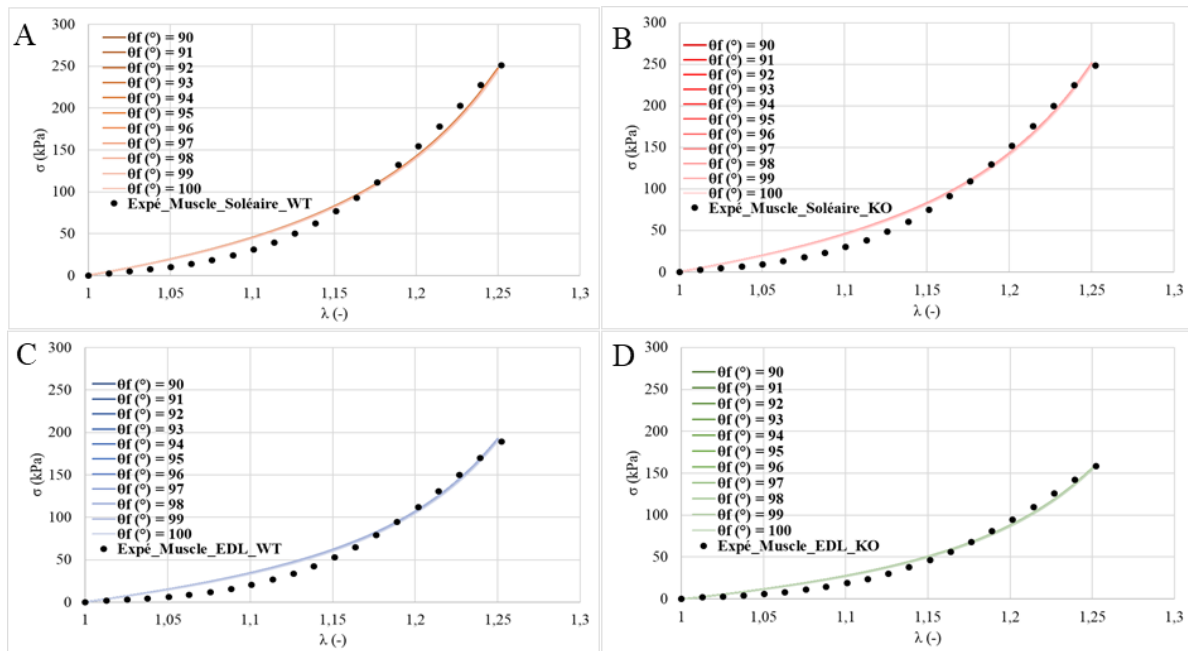 A
300
250
200
150
100
50
0
σ (kPa)
θf (°) = 90
θf (°) = 91
θf (°) = 92
θf (°) = 93
θf (°) = 94
θf (°) = 95
θf (°) = 96
θf (°) = 97
θf (°) = 98
θf (°) = 99
θf (°) = 100
Expé_Muscle_Soléaire_WT
1 1,05 1,1 1,15 1,2 1,25 1,3
λ (-)
B
300
250
200
150
100
50
0
σ (kPa)
θf (°) = 90
θf (°) = 91
θf (°) = 92
θf (°) = 93
θf (°) = 94
θf (°) = 95
θf (°) = 96
θf (°) = 97
θf (°) = 98
θf (°) = 99
θf (°) = 100
Expé_Muscle_Soléaire_KO
1 1,05 1,1 1,15 1,2 1,25 1,3
λ (-)
C
300
250
200
150
100
50
0
σ (kPa)
θf (°) = 90
θf (°) = 91
θf (°) = 92
θf (°) = 93
θf (°) = 94
θf (°) = 95
θf (°) = 96
θf (°) = 97
θf (°) = 98
θf (°) = 99
θf (°) = 100
Expé_Muscle_EDL_WT
1 1,05 1,1 1,15 1,2 1,25 1,3
λ (-)
D
300
250
200
150
100
50
0
σ (kPa)
θf (°) = 90
θf (°) = 91
θf (°) = 92
θf (°) = 93
θf (°) = 94
θf (°) = 95
θf (°) = 96
θf (°) = 97
θf (°) = 98
θf (°) = 99
θf (°) = 100
Expé_Muscle_EDL_KO
1 1,05 1,1 1,15 1,2 1,25 1,3
λ (-)